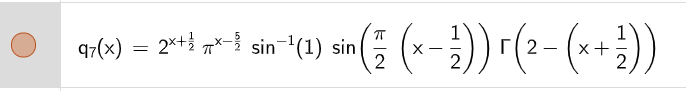 q₇(x) = 2^(x+1/2) π^(x−5/2) sin⁻¹(1) sin(π/2 (x − 1/2)) Γ(2 − (x + 1/2))